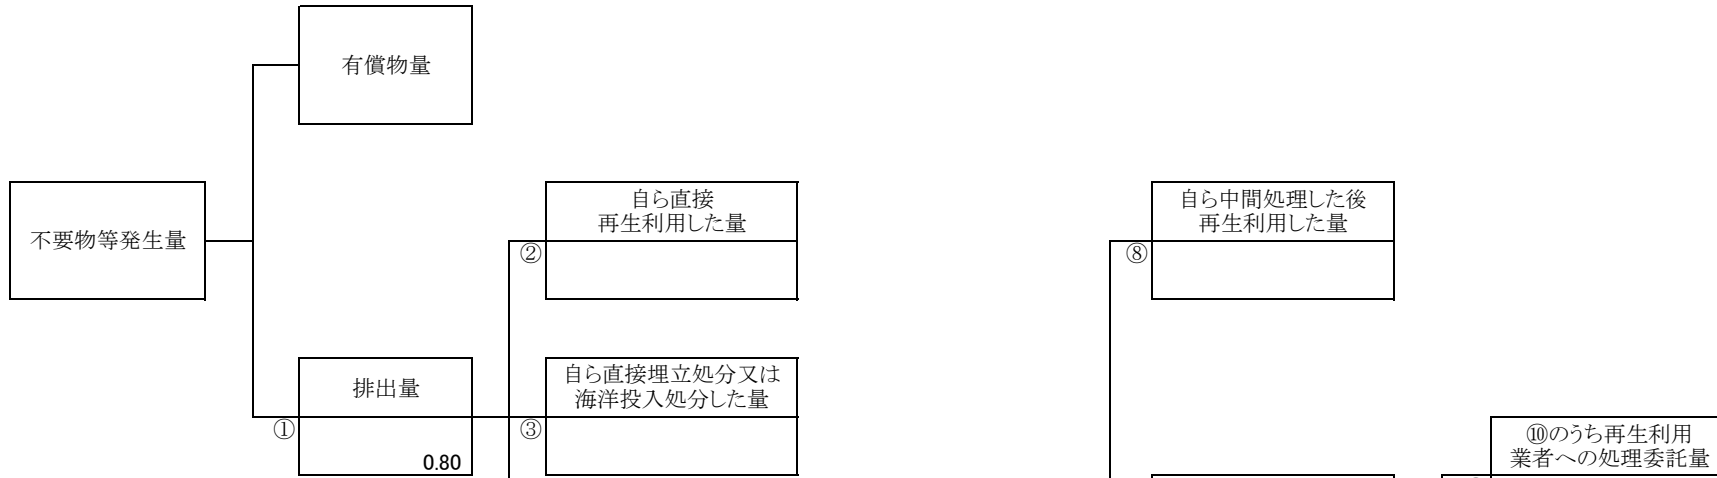 有償物量
不要物等発生量
自ら直接
再生利用した量
②
自ら中間処理した後
再生利用した量
⑧
排出量
①
0.80
自ら直接埋立処分又は
海洋投入処分した量
③
⑩のうち再生利用
業者への処理委託量